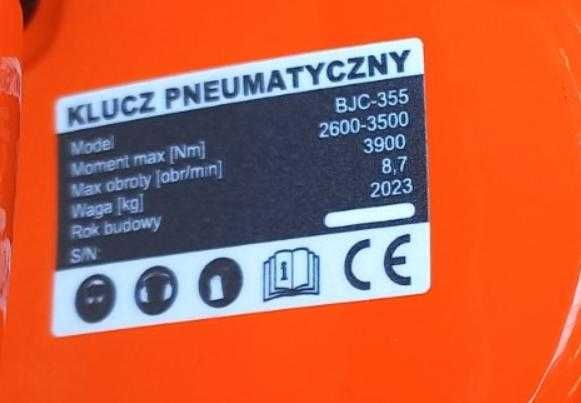 KLUCZ PNEUMATYCZNY
Model BJC-355
Moment max [Nm] 2600-3500
Max obroty [obr/min] 3900
Waga [kg] 8,7
Rok budowy 2023
S/N
i
CE